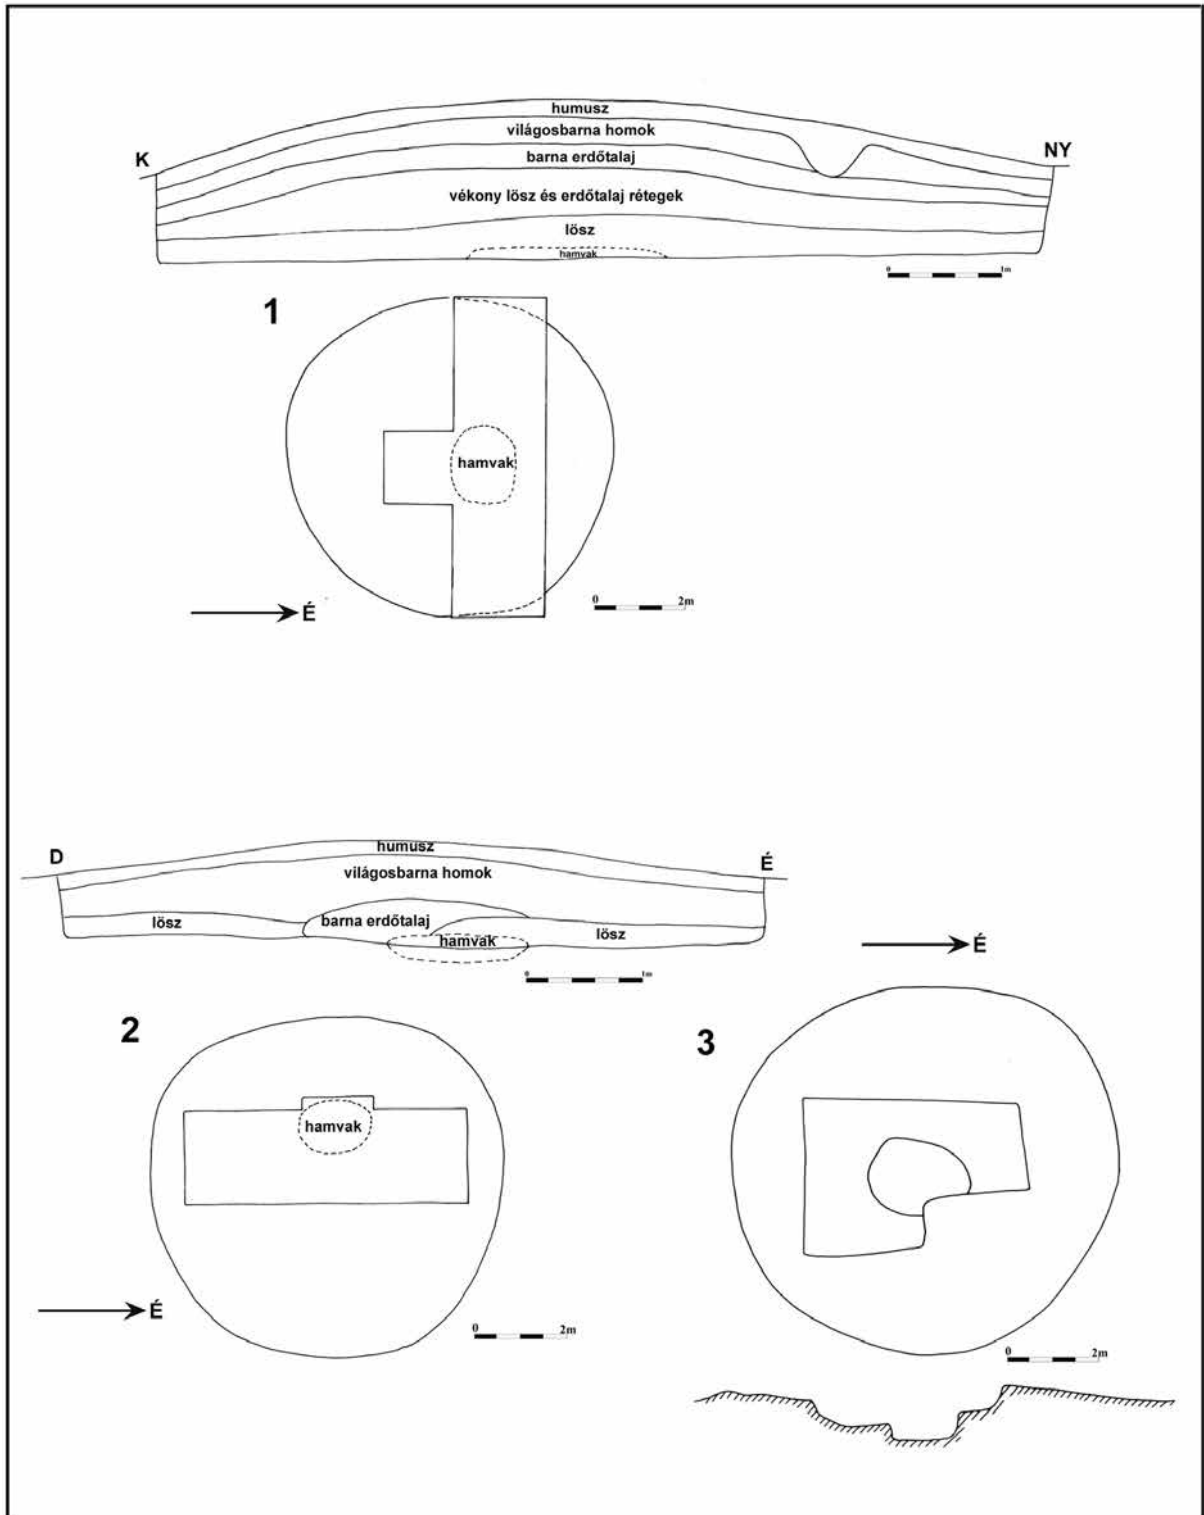 humusz
világosbarna homok
K
NY
barna erdőtalaj
vékony lösz és erdőtalaj rétegek
lösz
hamvak
0 1m
1
hamvak
0 2m
É
humusz
D
É
világosbarna homok
lösz
barna erdőtalaj
lösz
hamvak
É
0 1m
2
3
hamvak
É
0 2m
0 2m